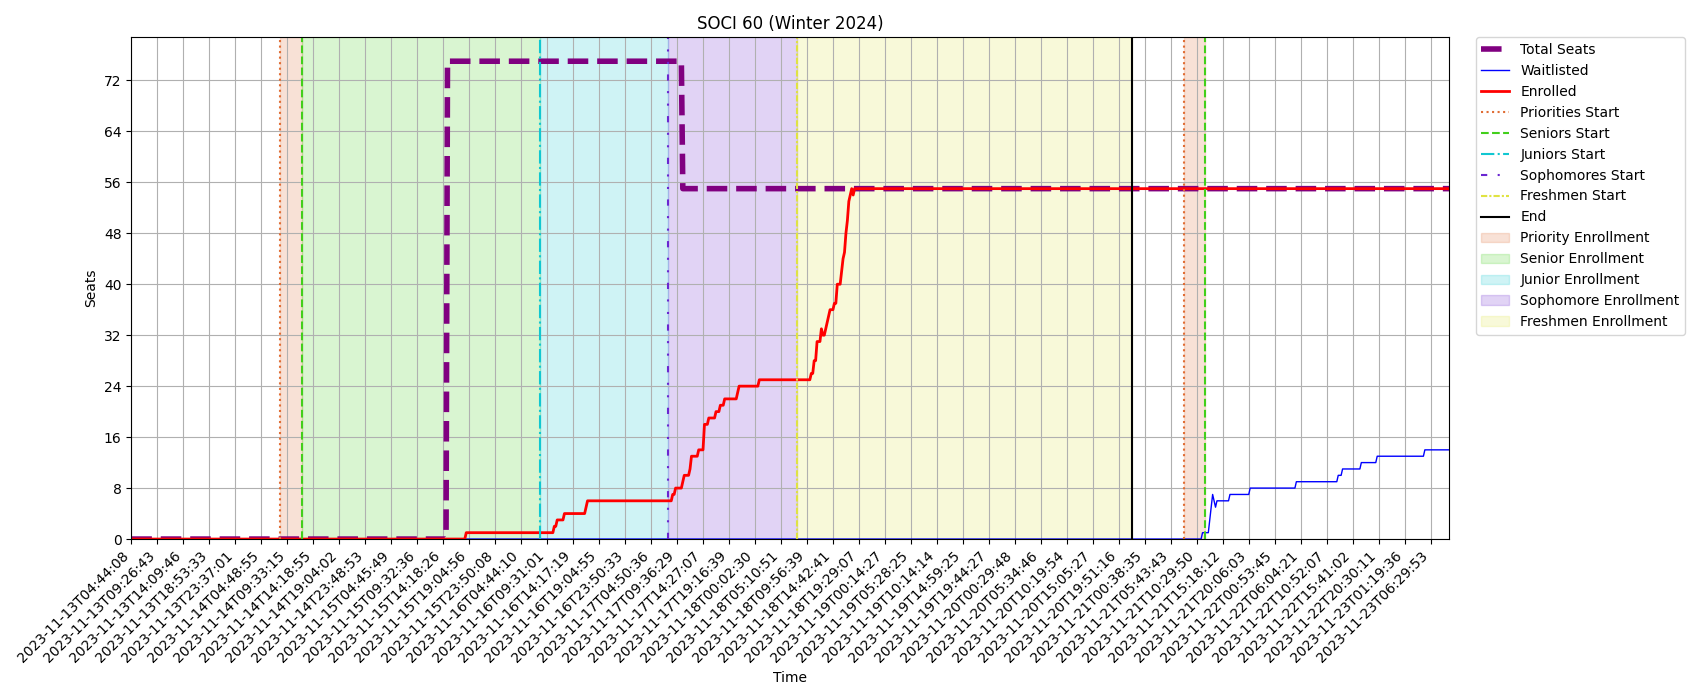 SOCI 60 (Winter 2024)
Seats
72
64
56
48
40
32
24
16
8
0
2023-11-13T04:44:08
2023-11-13T09:26:43
2023-11-13T14:09:46
2023-11-13T18:53:33
2023-11-13T23:37:01
2023-11-14T04:48:55
2023-11-14T09:33:15
2023-11-14T14:18:55
2023-11-14T19:04:02
2023-11-14T23:48:53
2023-11-15T04:45:49
2023-11-15T09:32:36
2023-11-15T14:18:26
2023-11-15T19:04:56
2023-11-15T23:50:08
2023-11-16T04:44:10
2023-11-16T09:31:01
2023-11-16T14:17:19
2023-11-16T19:04:55
2023-11-16T23:50:33
2023-11-17T04:50:36
2023-11-17T09:36:29
2023-11-17T14:27:07
2023-11-17T19:16:39
2023-11-18T00:02:30
2023-11-18T05:10:51
2023-11-18T09:56:39
2023-11-18T14:42:41
2023-11-18T19:29:07
2023-11-19T00:14:27
2023-11-19T05:28:25
2023-11-19T10:14:14
2023-11-19T14:59:25
2023-11-19T19:44:27
2023-11-20T00:29:48
2023-11-20T05:34:46
2023-11-20T10:19:54
2023-11-20T15:05:27
2023-11-20T19:51:16
2023-11-21T00:38:35
2023-11-21T05:43:43
2023-11-21T10:29:50
2023-11-21T15:18:12
2023-11-21T20:06:03
2023-11-22T00:53:45
2023-11-22T06:04:21
2023-11-22T10:52:07
2023-11-22T15:41:02
2023-11-22T20:30:11
2023-11-23T01:19:36
2023-11-23T06:29:53
Time
Total Seats
Waitlisted
Enrolled
Priorities Start
Seniors Start
Juniors Start
Sophomores Start
Freshmen Start
End
Priority Enrollment
Senior Enrollment
Junior Enrollment
Sophomore Enrollment
Freshmen Enrollment